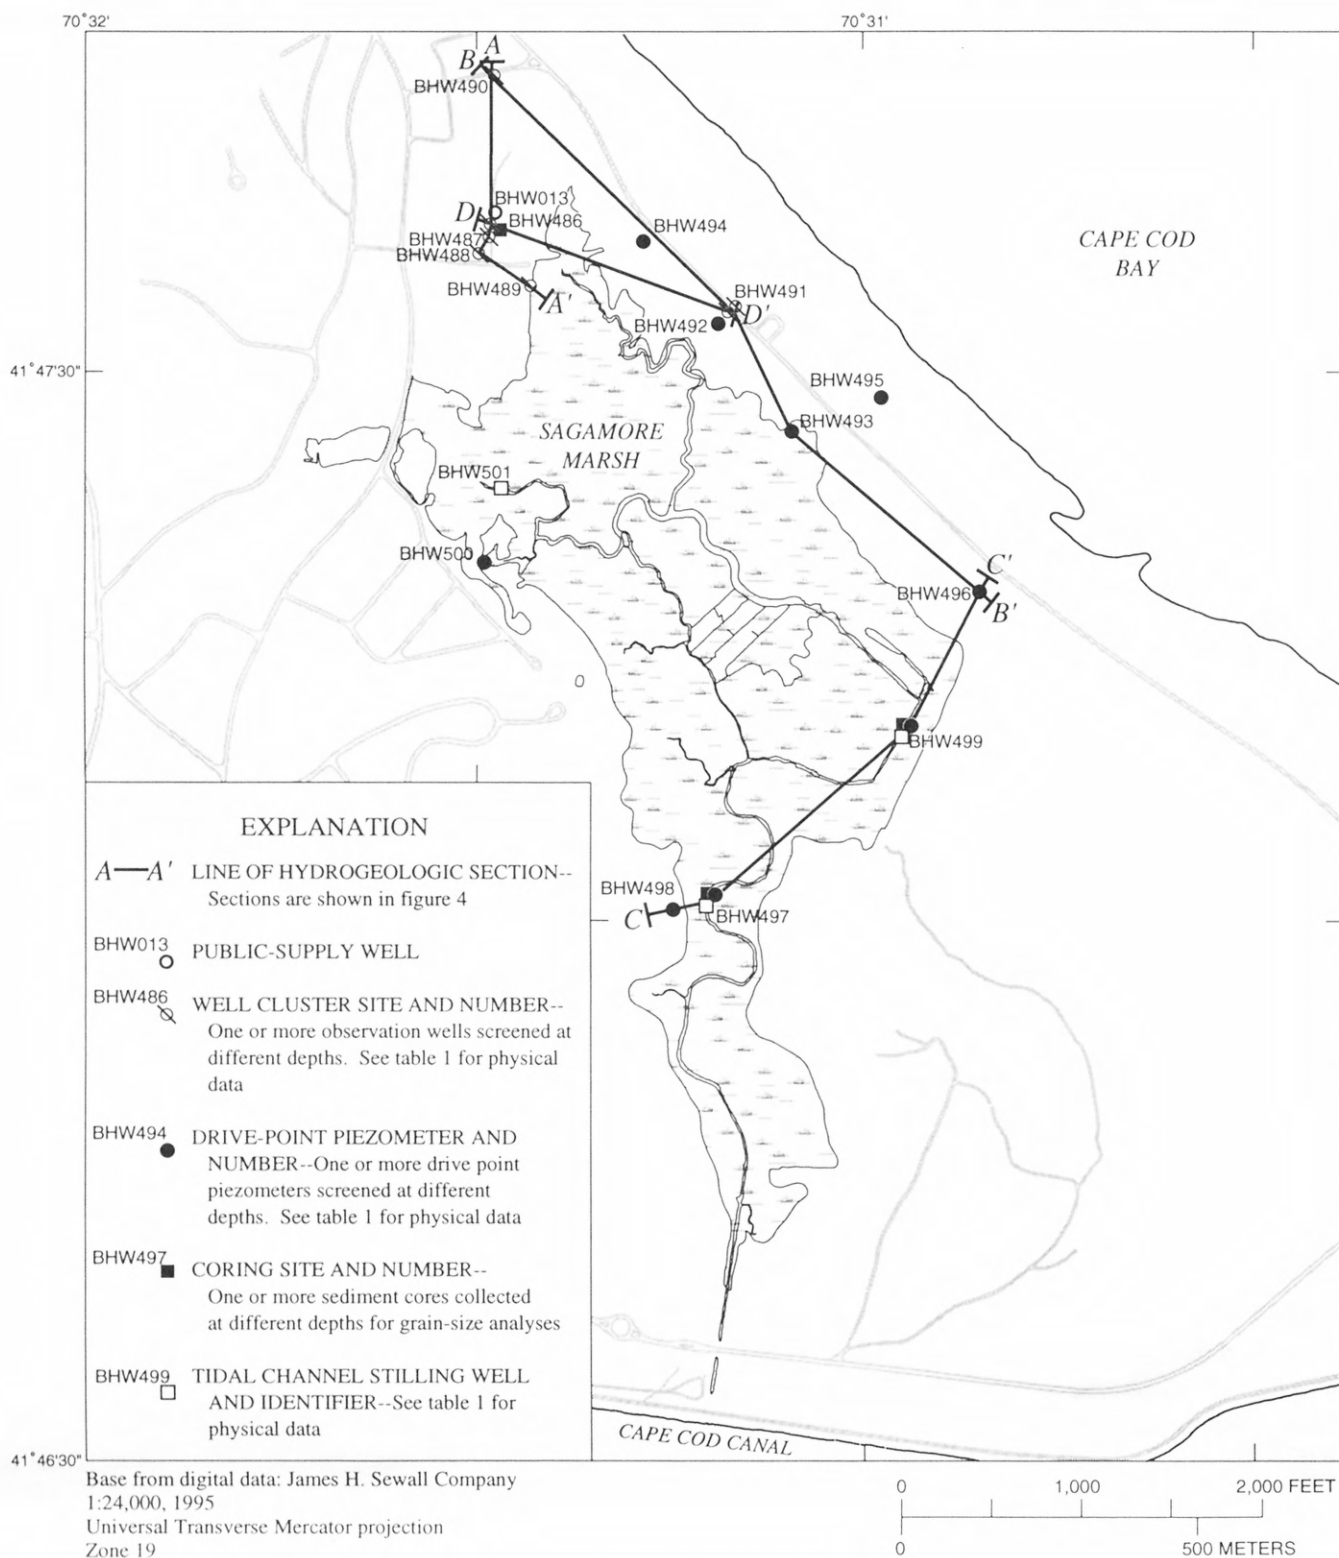 70°32'
70°31'
A
B
BHW490
BHW013
D
BHW486
BHW487
BHW488
BHW494
BHW489
A'
BHW491
D'
BHW492
CAPE COD
BAY
41°47'30"
BHW495
BHW493
SAGAMORE
MARSH
BHW501
BHW500
C'
BHW496
B'
BHW499
BHW498
C
BHW497
EXPLANATION
A—A' LINE OF HYDROGEOLOGIC SECTION--
Sections are shown in figure 4
BHW013
PUBLIC-SUPPLY WELL
BHW486
WELL CLUSTER SITE AND NUMBER--
One or more observation wells screened at
different depths. See table 1 for physical
data
BHW494
DRIVE-POINT PIEZOMETER AND
NUMBER--One or more drive point
piezometers screened at different
depths. See table 1 for physical data
BHW497
CORING SITE AND NUMBER--
One or more sediment cores collected
at different depths for grain-size analyses
BHW499
TIDAL CHANNEL STILLING WELL
AND IDENTIFIER--See table 1 for
physical data
CAPE COD CANAL
41°46'30"
Base from digital data: James H. Sewall Company
1:24,000, 1995
Universal Transverse Mercator projection
Zone 19
0 1,000 2,000 FEET
0 500 METERS